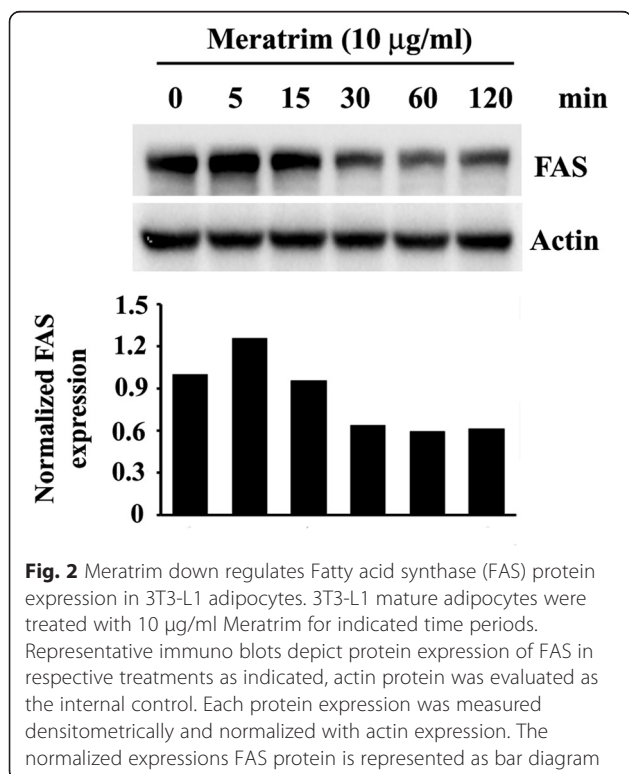 Meratrim (10 µg/ml)
0 5 15 30 60 120 min
FAS
Actin
1.5
1.2
0.9
0.6
0.3
0
Normalized FAS
expression
Fig. 2 Meratrim down regulates Fatty acid synthase (FAS) protein
expression in 3T3-L1 adipocytes. 3T3-L1 mature adipocytes were
treated with 10 µg/ml Meratrim for indicated time periods.
Representative immuno blots depict protein expression of FAS in
respective treatments as indicated, actin protein was evaluated as
the internal control. Each protein expression was measured
densitometrically and normalized with actin expression. The
normalized expressions FAS protein is represented as bar diagram